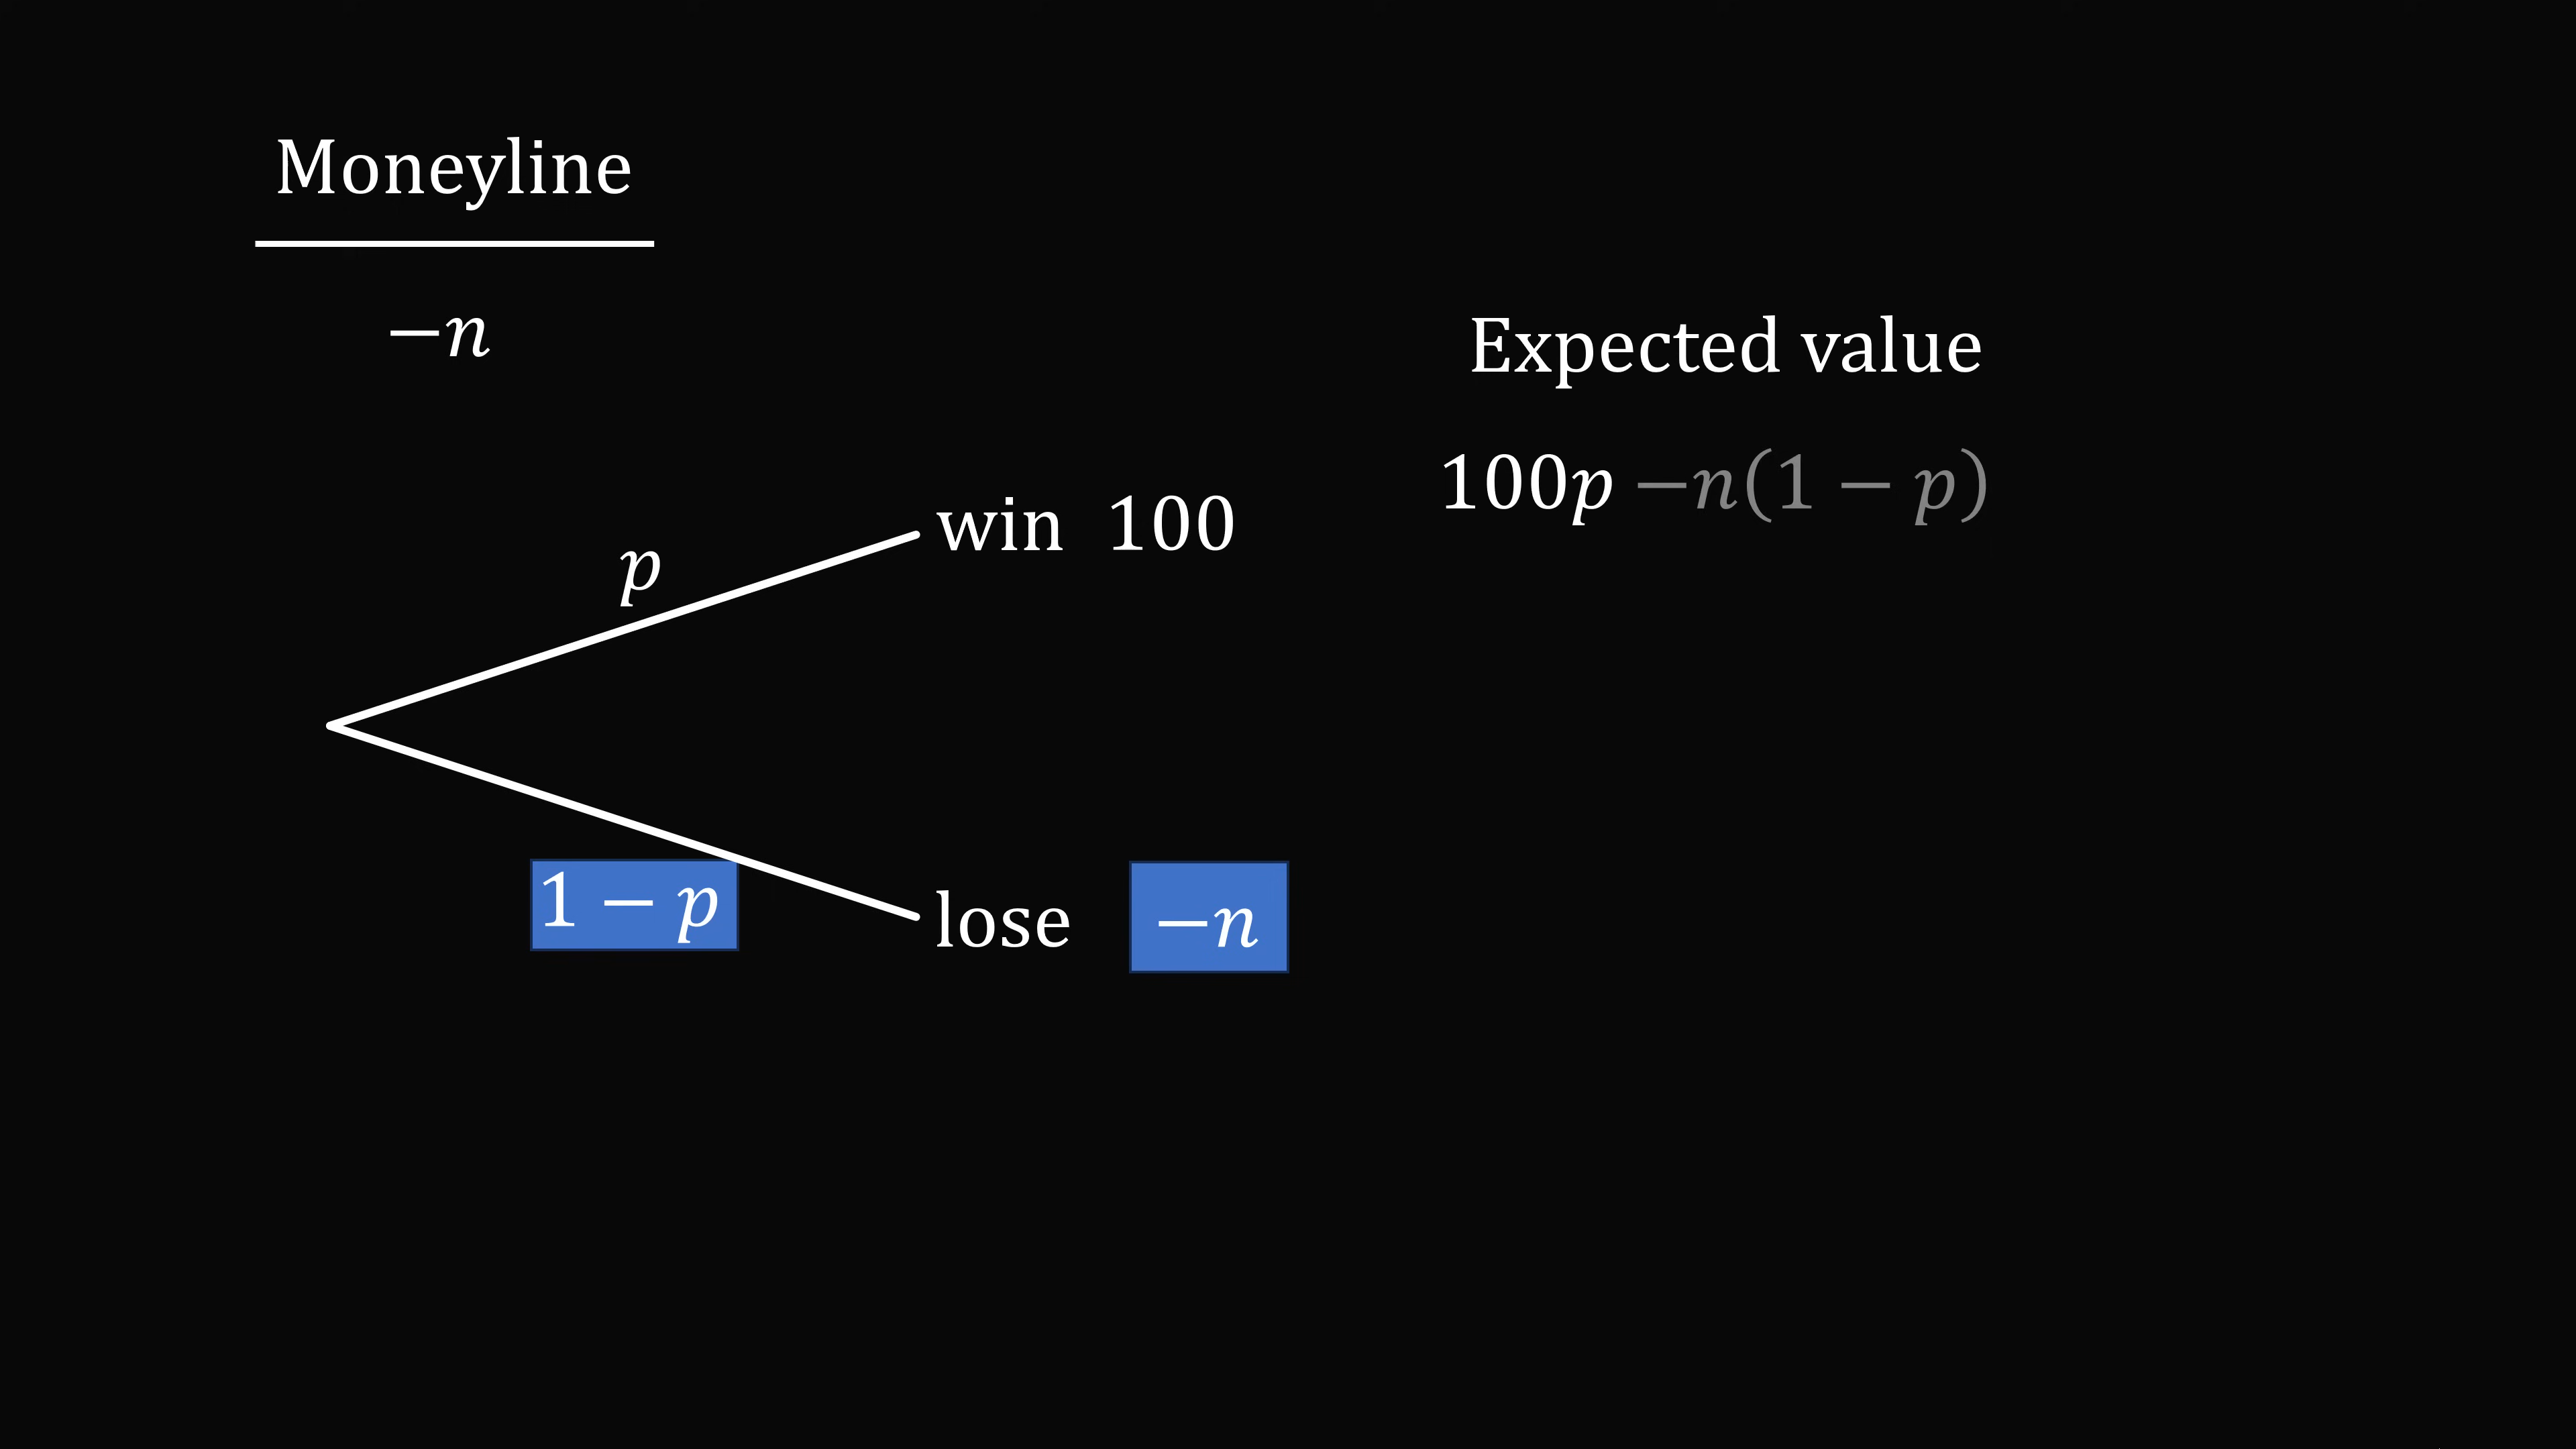 Moneyline
−n
Expected value
100p −n(1 − p)
win 100
p
1 − p
lose −n